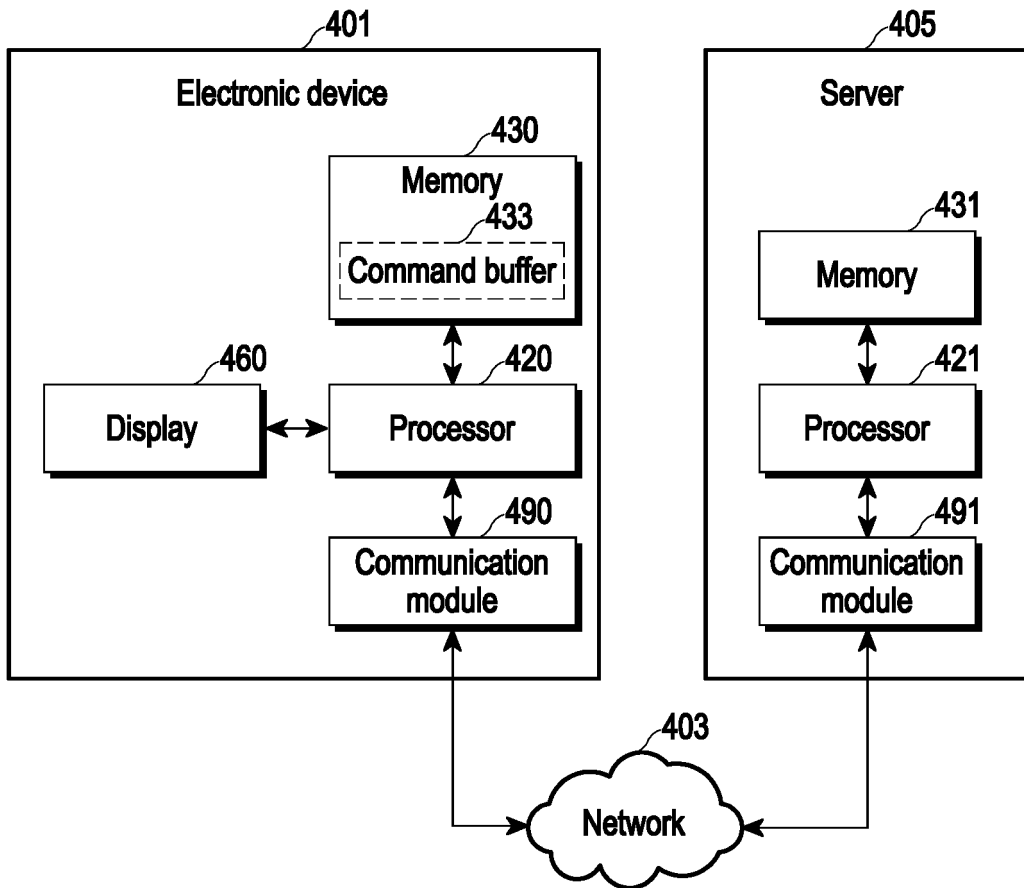 401
Electronic device
430
Memory
433
Command buffer
460
Display
420
Processor
490
Communication
module
405
Server
431
Memory
421
Processor
491
Communication
module
403
Network